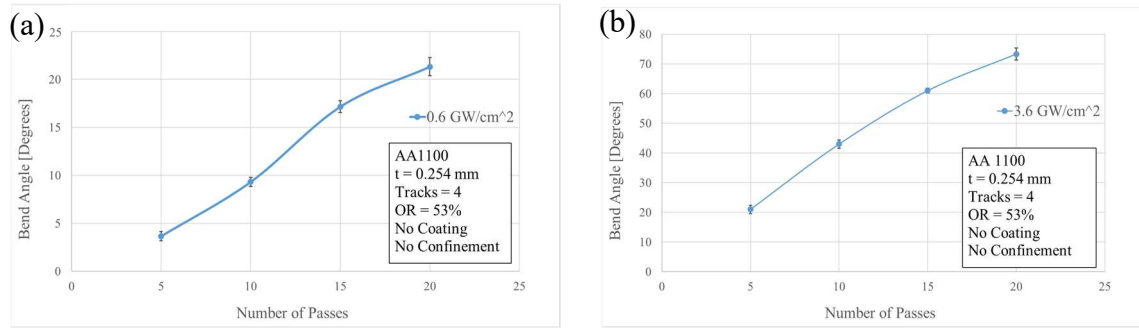 (a)
25
20
15
10
5
0
Bend Angle [Degrees]
0 5 10 15 20 25
Number of Passes
0.6 GW/cm^2
AA1100
t = 0.254 mm
Tracks = 4
OR = 53%
No Coating
No Confinement
(b)
80
70
60
50
40
30
20
10
0
Bend Angle [Degrees]
0 5 10 15 20 25
Number of Passes
3.6 GW/cm^2
AA 1100
t = 0.254 mm
Tracks = 4
OR = 53%
No Coating
No Confinement